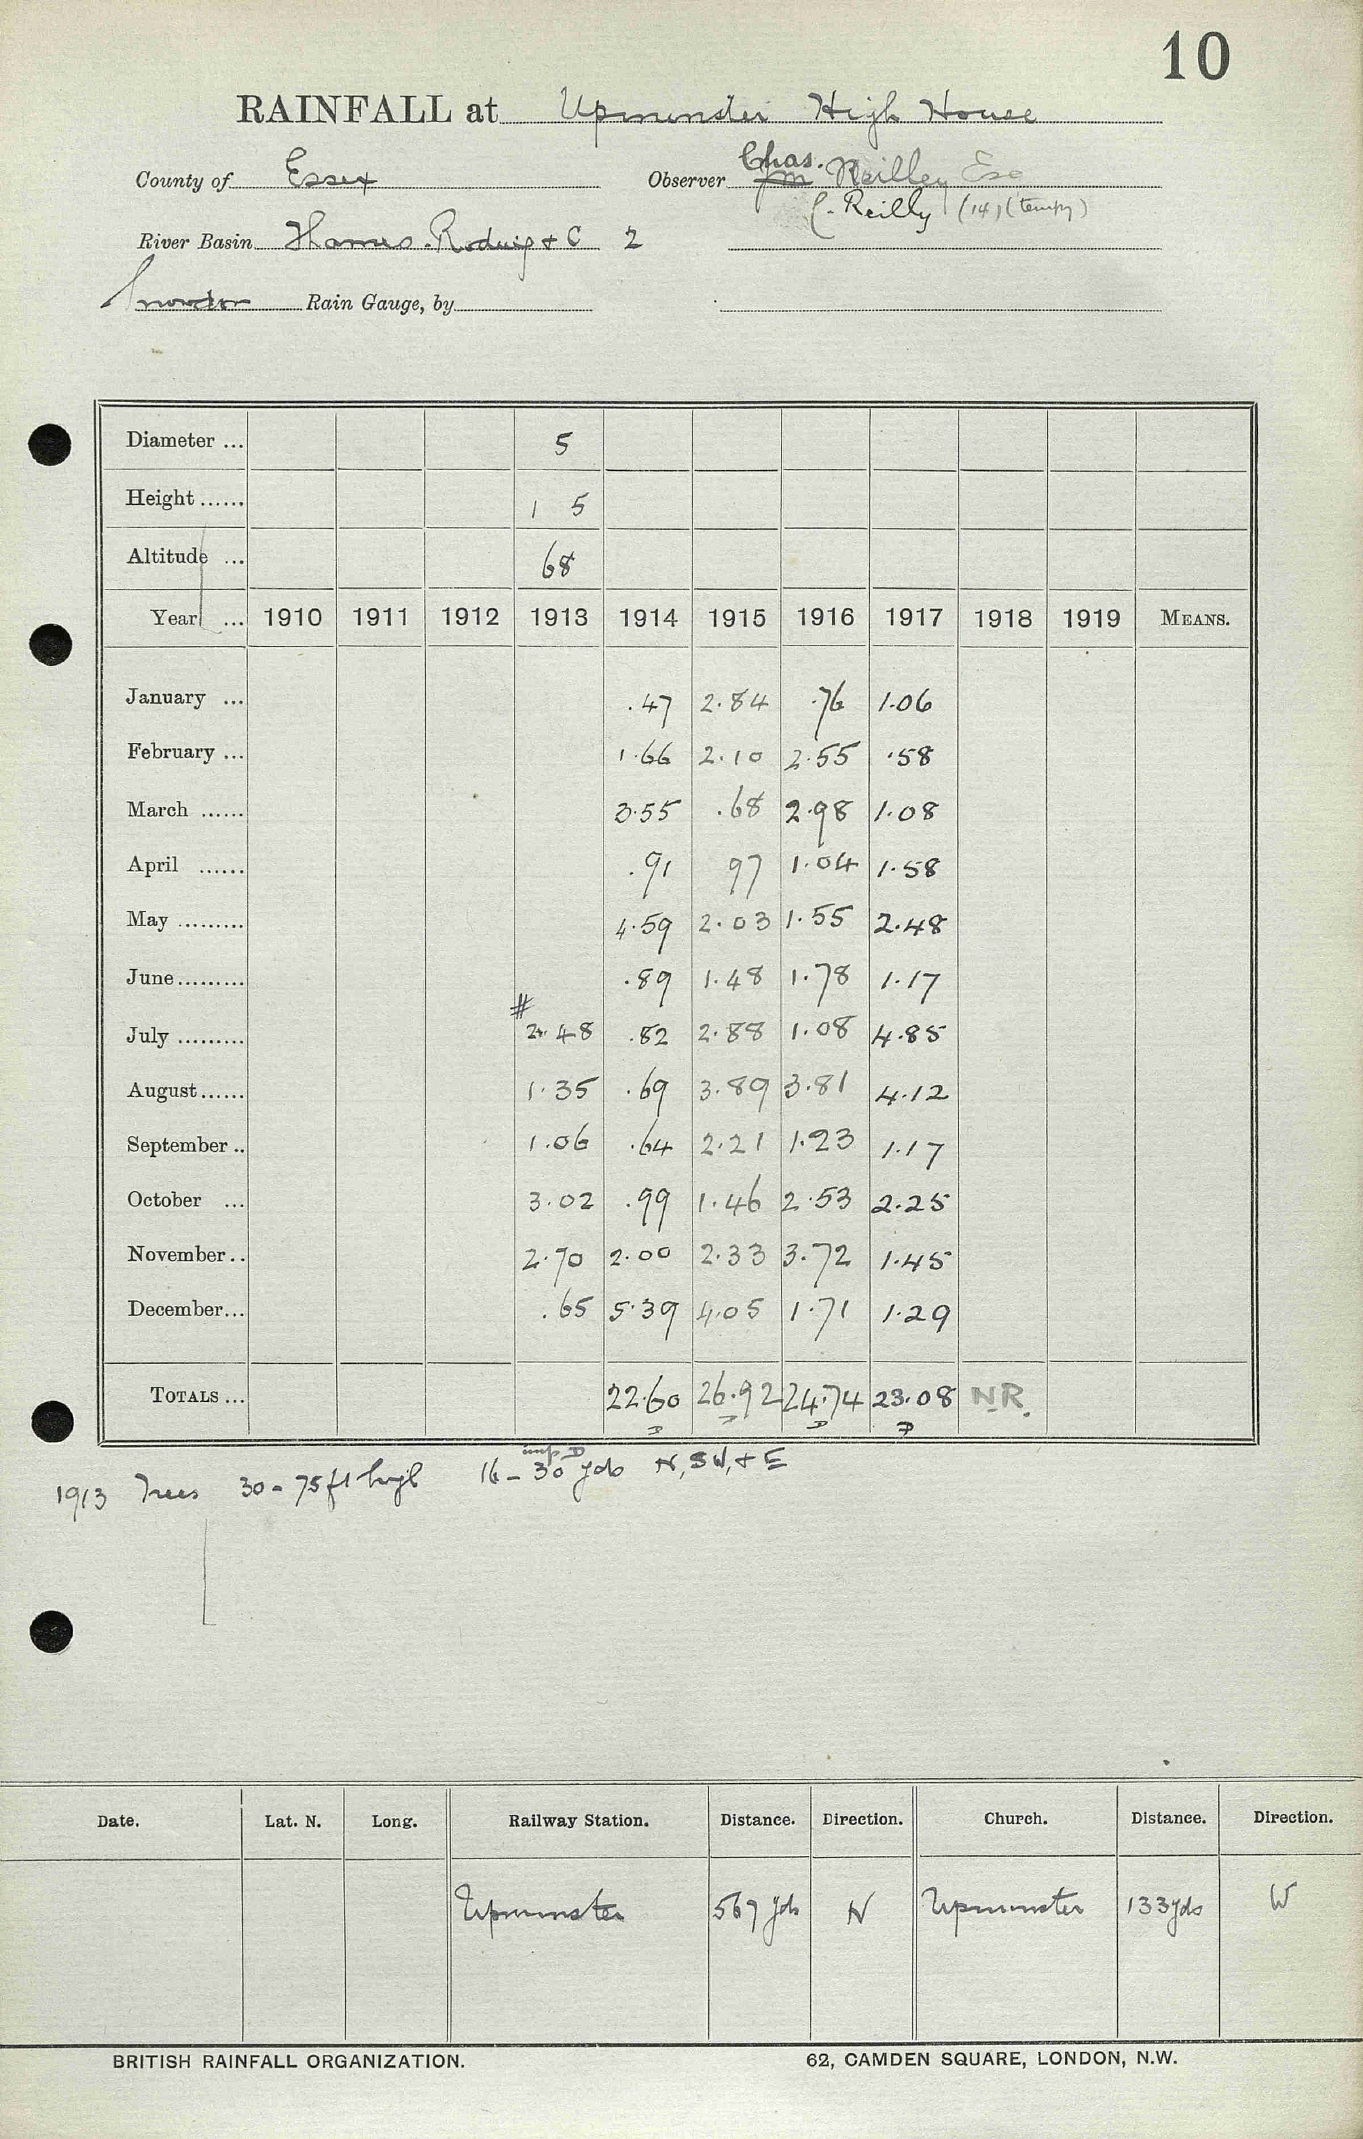 10
RAINFALL at Upminster High House
County of Essex Observer Chas. Reilley Esq
C. Reilly (14) (tempy)
River Basin Thames. Roding + C 2
Snowdon Rain Gauge, by
Diameter ... 5
Height ...... 1 5
Altitude ... 68
Year ... 1910 1911 1912 1913 1914 1915 1916 1917 1918 1919 MEANS.
January ... .47 2.84 .76 1.06
February ... 1.66 2.10 2.55 .58
March ...... 3.55 .68 2.98 1.08
April ...... .91 97 1.04 1.58
May ......... 4.59 2.03 1.55 2.48
June ......... .89 1.48 1.78 1.17
#
July ......... 2.48 .82 2.88 1.08 4.85
August ...... 1.35 .69 3.89 3.81 4.12
September .. 1.06 .64 2.21 1.23 1.17
October ... 3.02 .99 1.46 2.53 2.25
November .. 2.70 2.00 2.33 3.72 1.45
December ... .65 5.39 4.05 1.71 1.29
TOTALS ... 22.60 26.92 24.74 23.08 N.R.
D D D D
1913 Trees 30 - 75 ft high 16 - 30 yds N, SW, + E
Date. Lat. N. Long. Railway Station. Distance. Direction. Church. Distance. Direction.
Upminster 567 yds N Upminster 133 yds W
BRITISH RAINFALL ORGANIZATION. 62, CAMDEN SQUARE, LONDON, N.W.